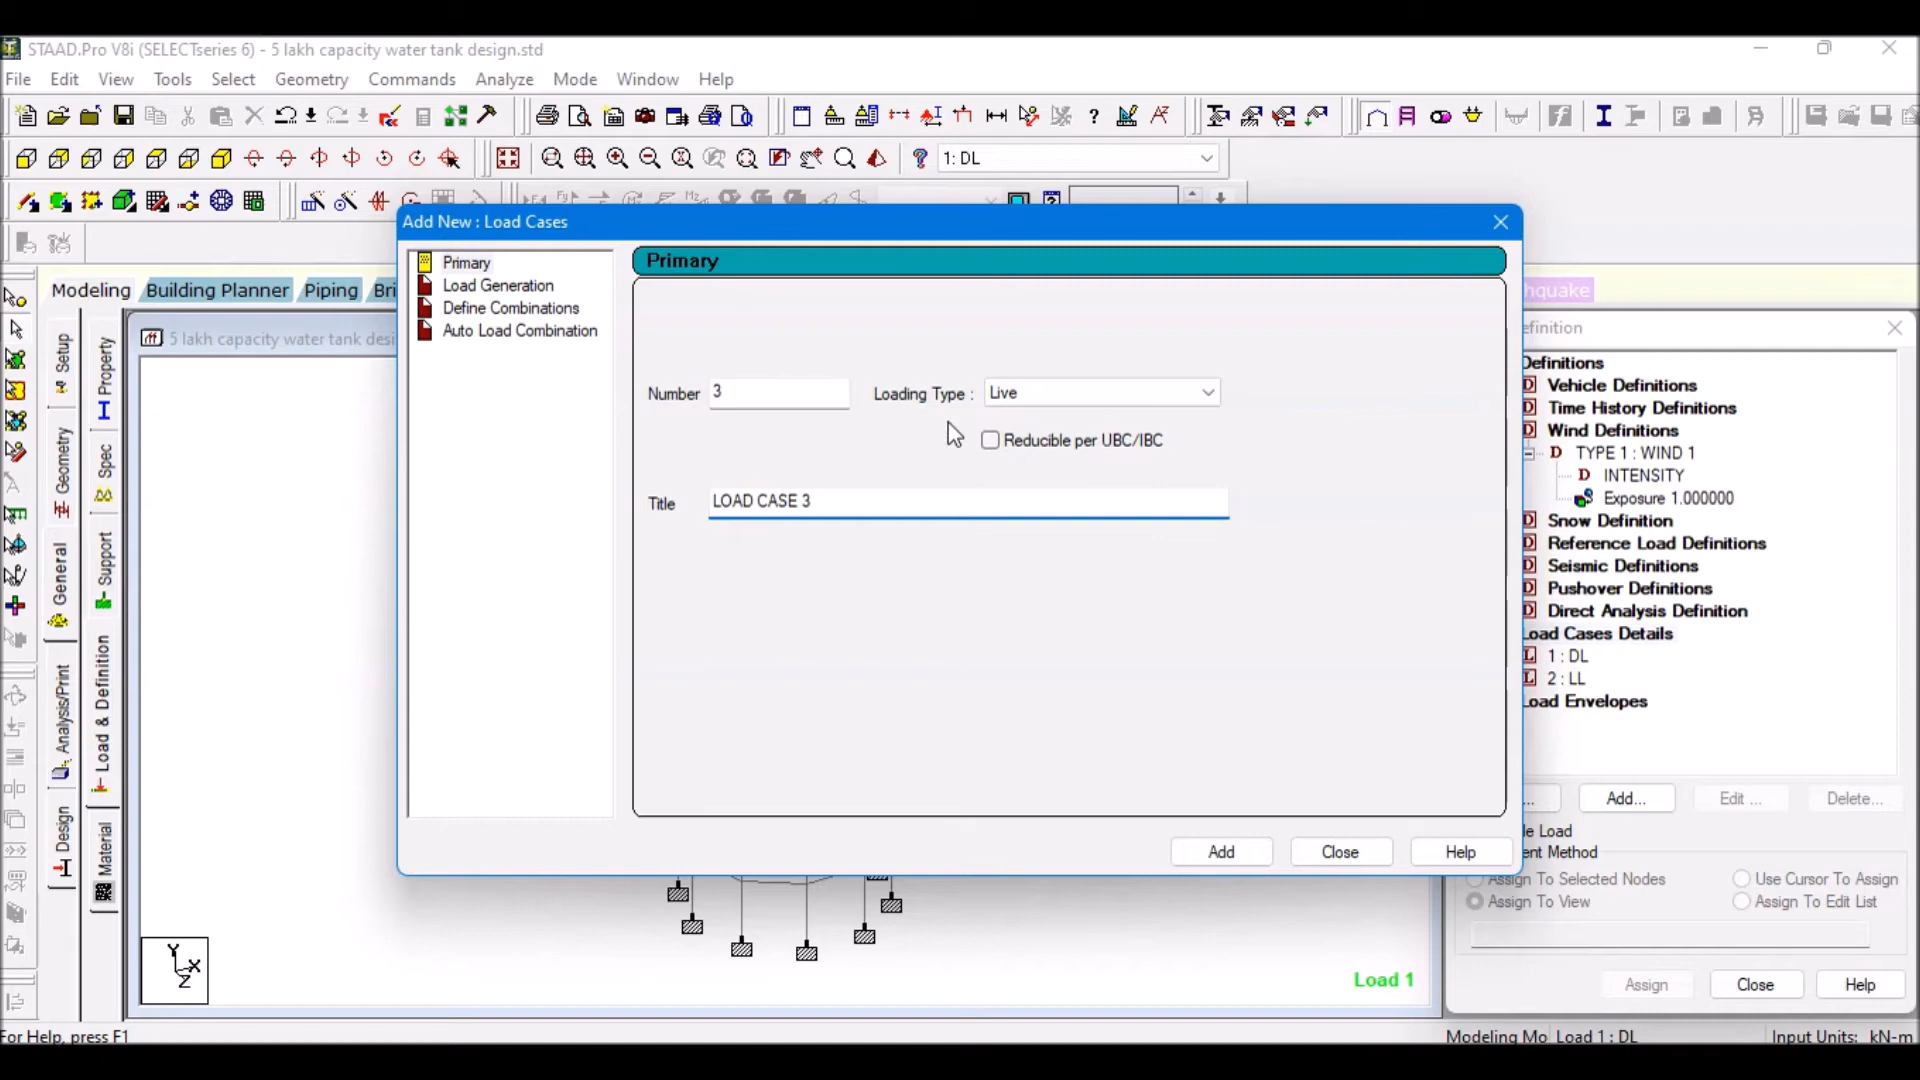 STAAD.Pro V8i (SELECTseries 6) - 5 lakh capacity water tank design.std
File Edit View Tools Select Geometry Commands Analyze Mode Window Help
1: DL
Add New : Load Cases
Primary
Load Generation
Define Combinations
Auto Load Combination
Primary
Number 3 Loading Type : Live
Reducible per UBC/IBC
Title LOAD CASE 3
Add Close Help
Modeling Building Planner Piping Bri
hquake
5 lakh capacity water tank desi
Setup
Geometry
General
Analysis/Print
Design
Property
Spec
Support
Load & Definition
Material
efinition
Definitions
Vehicle Definitions
Time History Definitions
Wind Definitions
TYPE 1 : WIND 1
INTENSITY
Exposure 1.000000
Snow Definition
Reference Load Definitions
Seismic Definitions
Pushover Definitions
Direct Analysis Definition
Load Cases Details
1 : DL
2 : LL
Load Envelopes
... Add... Edit ... Delete...
le Load
ent Method
Assign To Selected Nodes Use Cursor To Assign
Assign To View Assign To Edit List
Assign Close Help
Y
X
Z
Load 1
For Help, press F1 Modeling Mo Load 1 : DL Input Units: kN-m